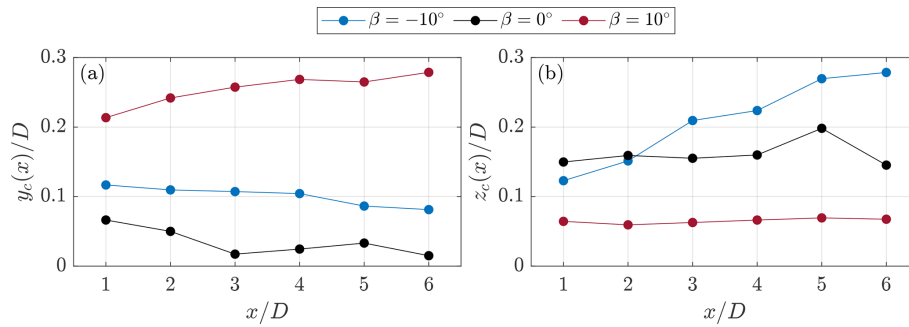 β = −10° β = 0° β = 10°
(a)
0.3
0.2
0.1
0
y_c(x)/D
1 2 3 4 5 6
x/D
(b)
0.3
0.2
0.1
0
z_c(x)/D
1 2 3 4 5 6
x/D